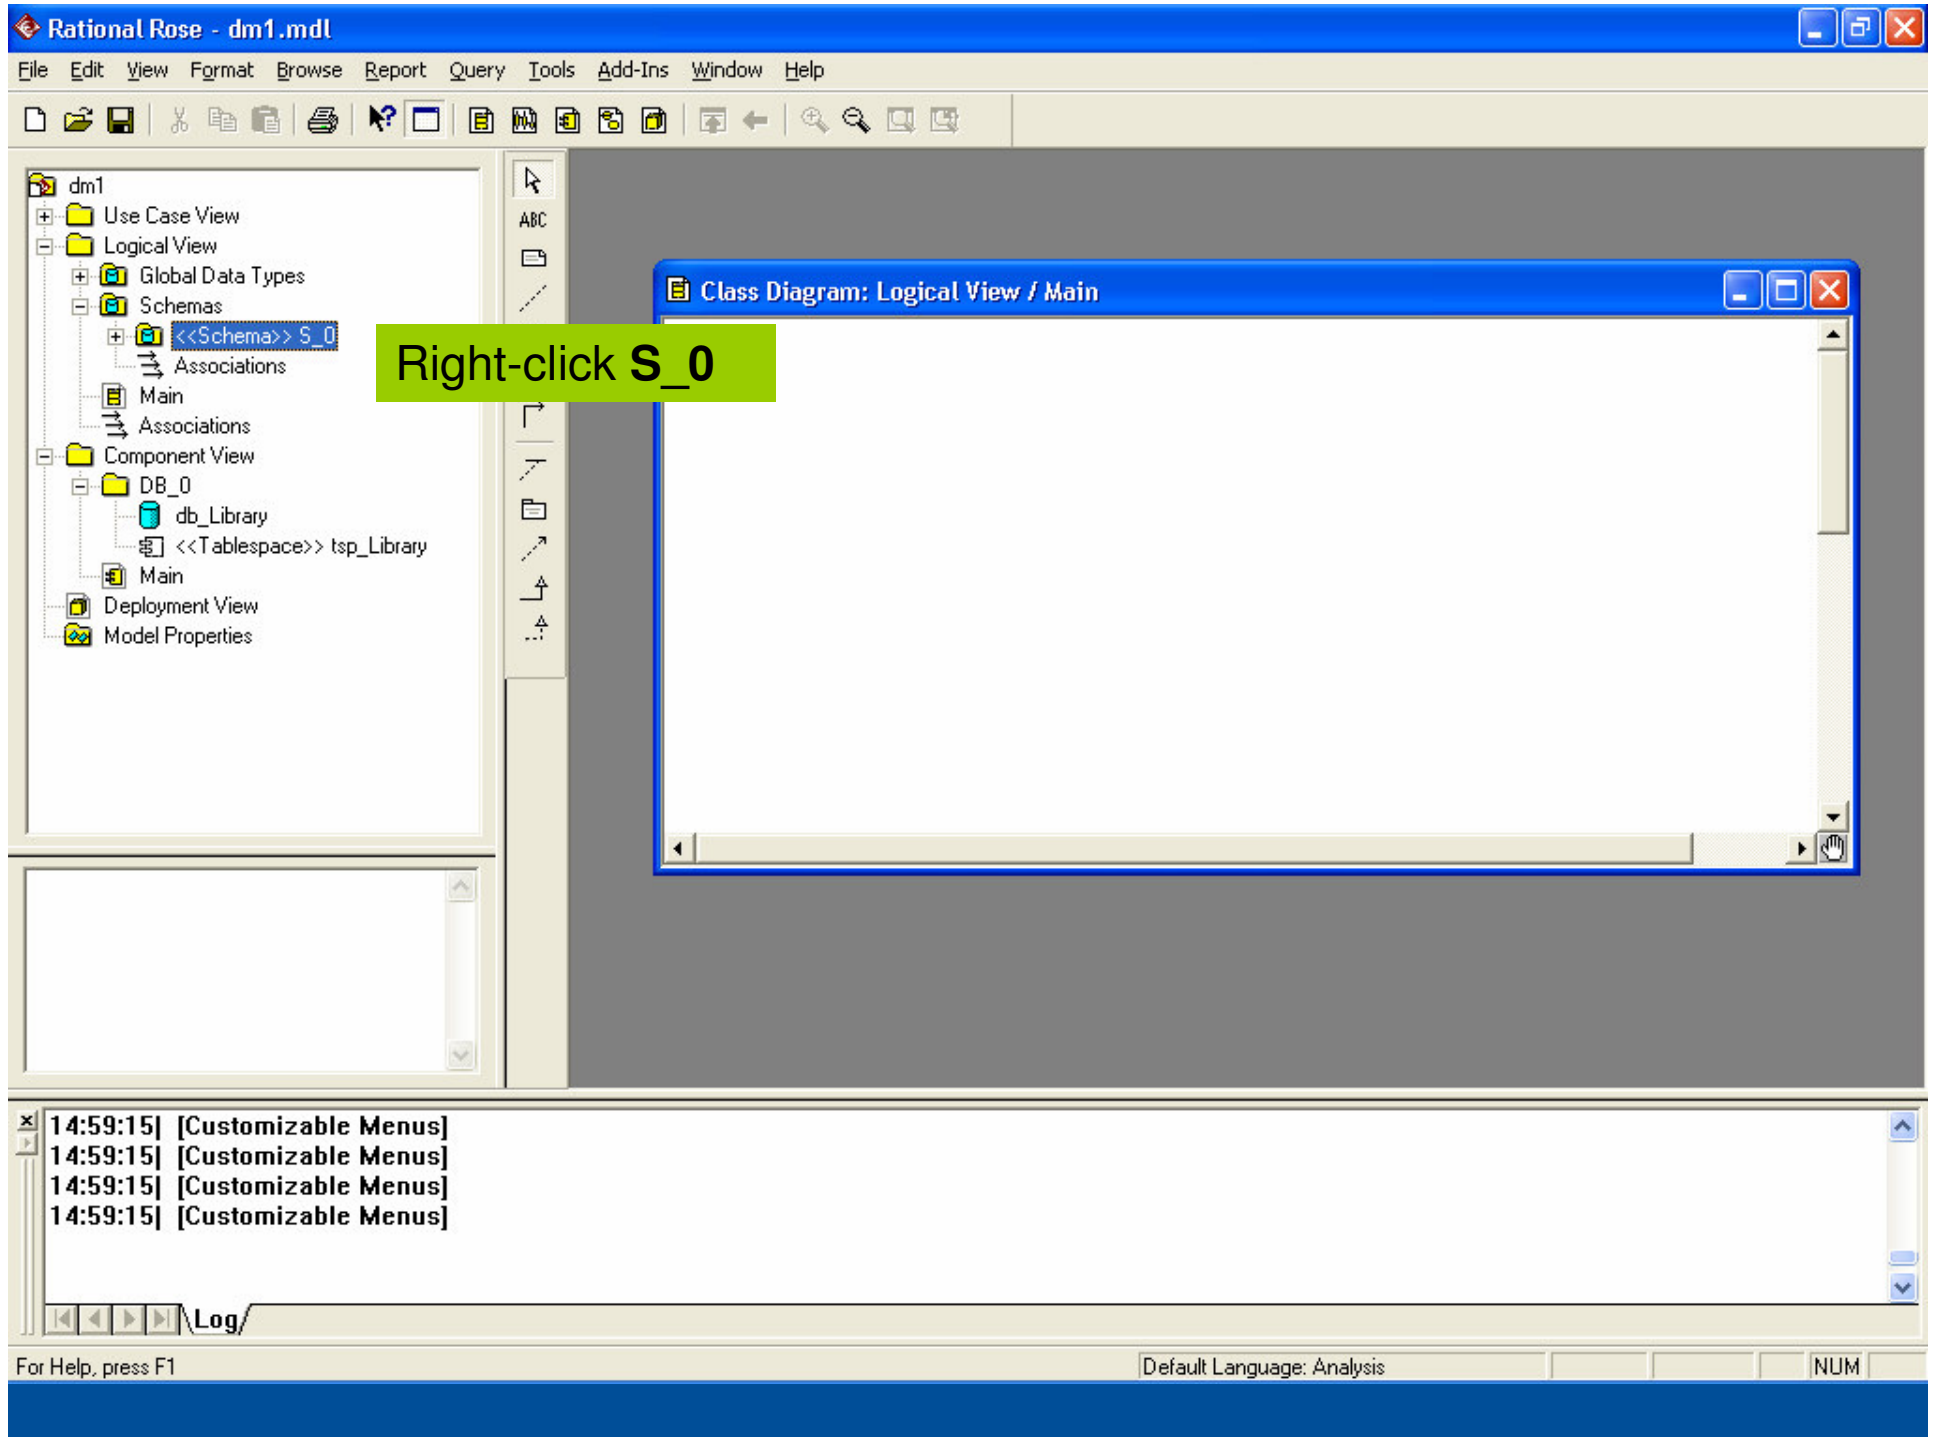 Rational Rose - dm1.mdl
File Edit View Format Browse Report Query Tools Add-Ins Window Help
dm1
Use Case View
Logical View
Global Data Types
Schemas
<<Schema>> S_0
Associations
Main
Associations
Component View
DB_0
db_Library
<<Tablespace>> tsp_Library
Main
Deployment View
Model Properties
ABC
Class Diagram: Logical View / Main
Right-click S_0
14:59:15| [Customizable Menus]
14:59:15| [Customizable Menus]
14:59:15| [Customizable Menus]
14:59:15| [Customizable Menus]
Log
For Help, press F1
Default Language: Analysis
NUM